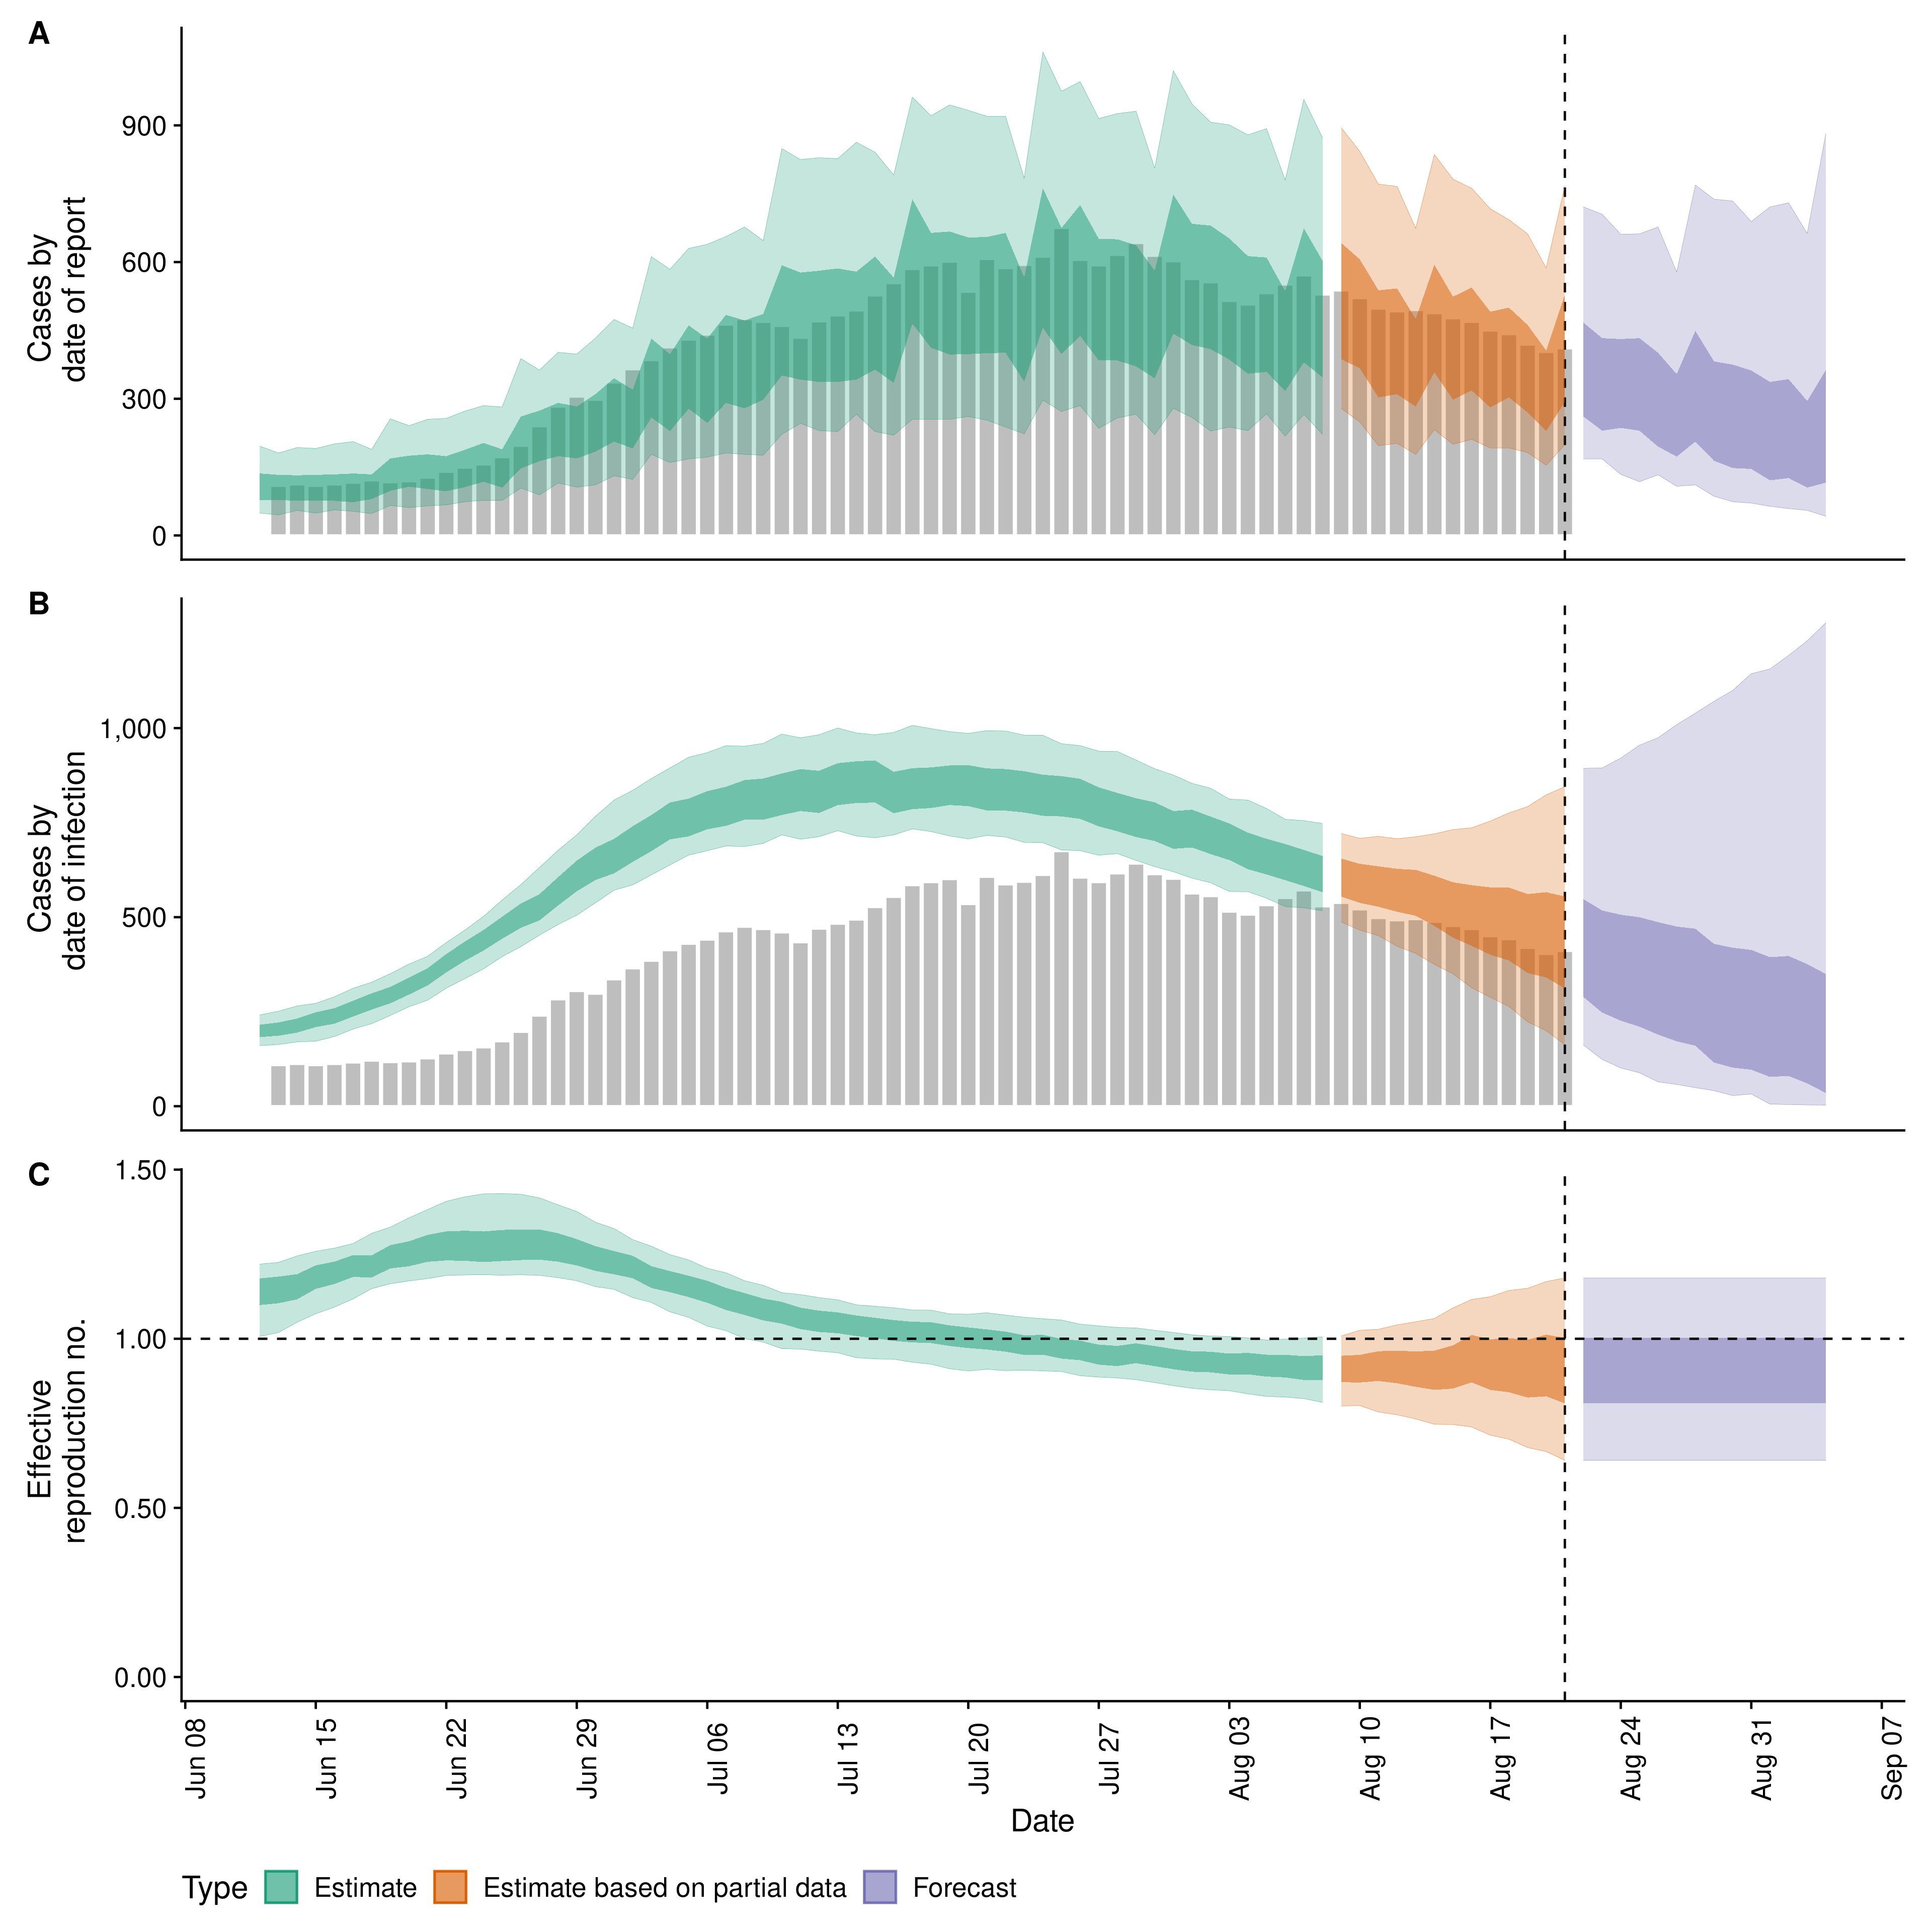 A
Cases by
date of report
900
600
300
0
B
Cases by
date of infection
1,000
500
0
C
Effective
reproduction no.
1.50
1.00
0.50
0.00
Jun 08
Jun 15
Jun 22
Jun 29
Jul 06
Jul 13
Jul 20
Jul 27
Aug 03
Aug 10
Aug 17
Aug 24
Aug 31
Sep 07
Date
Type Estimate Estimate based on partial data Forecast